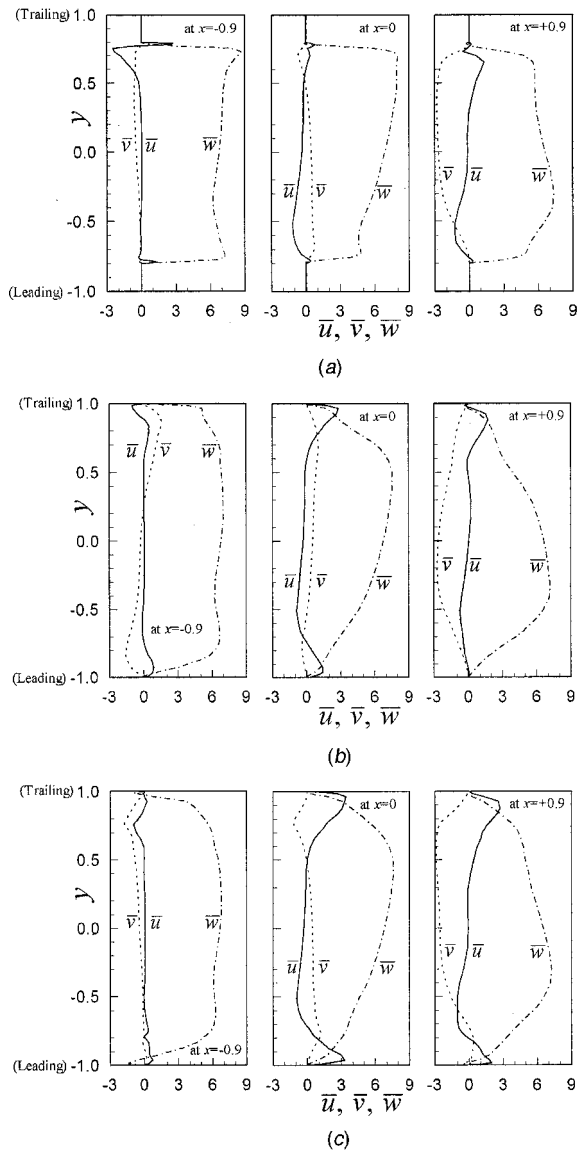 (Trailing) 1.0 at x=-0.9 at x=0 at x=+0.9
0.5
y 0.0 v̅ u̅ w̅ u̅ v̅ w̅ v̅ u̅ w̅
-0.5
(Leading) -1.0
-3 0 3 6 9 -3 0 3 6 9 -3 0 3 6 9
u̅, v̅, w̅
(a)
(Trailing) 1.0 at x=0 at x=+0.9
u̅ v̅ w̅
0.5
y 0.0 u̅ v̅ w̅ v̅ u̅ w̅
-0.5
at x=-0.9
(Leading) -1.0
-3 0 3 6 9 -3 0 3 6 9 -3 0 3 6 9
u̅, v̅, w̅
(b)
(Trailing) 1.0 at x=0 at x=+0.9
0.5
y 0.0 v̅ u̅ w̅ u̅ v̅ w̅ v̅ u̅ w̅
-0.5
at x=-0.9
(Leading) -1.0
-3 0 3 6 9 -3 0 3 6 9 -3 0 3 6 9
u̅, v̅, w̅
(c)